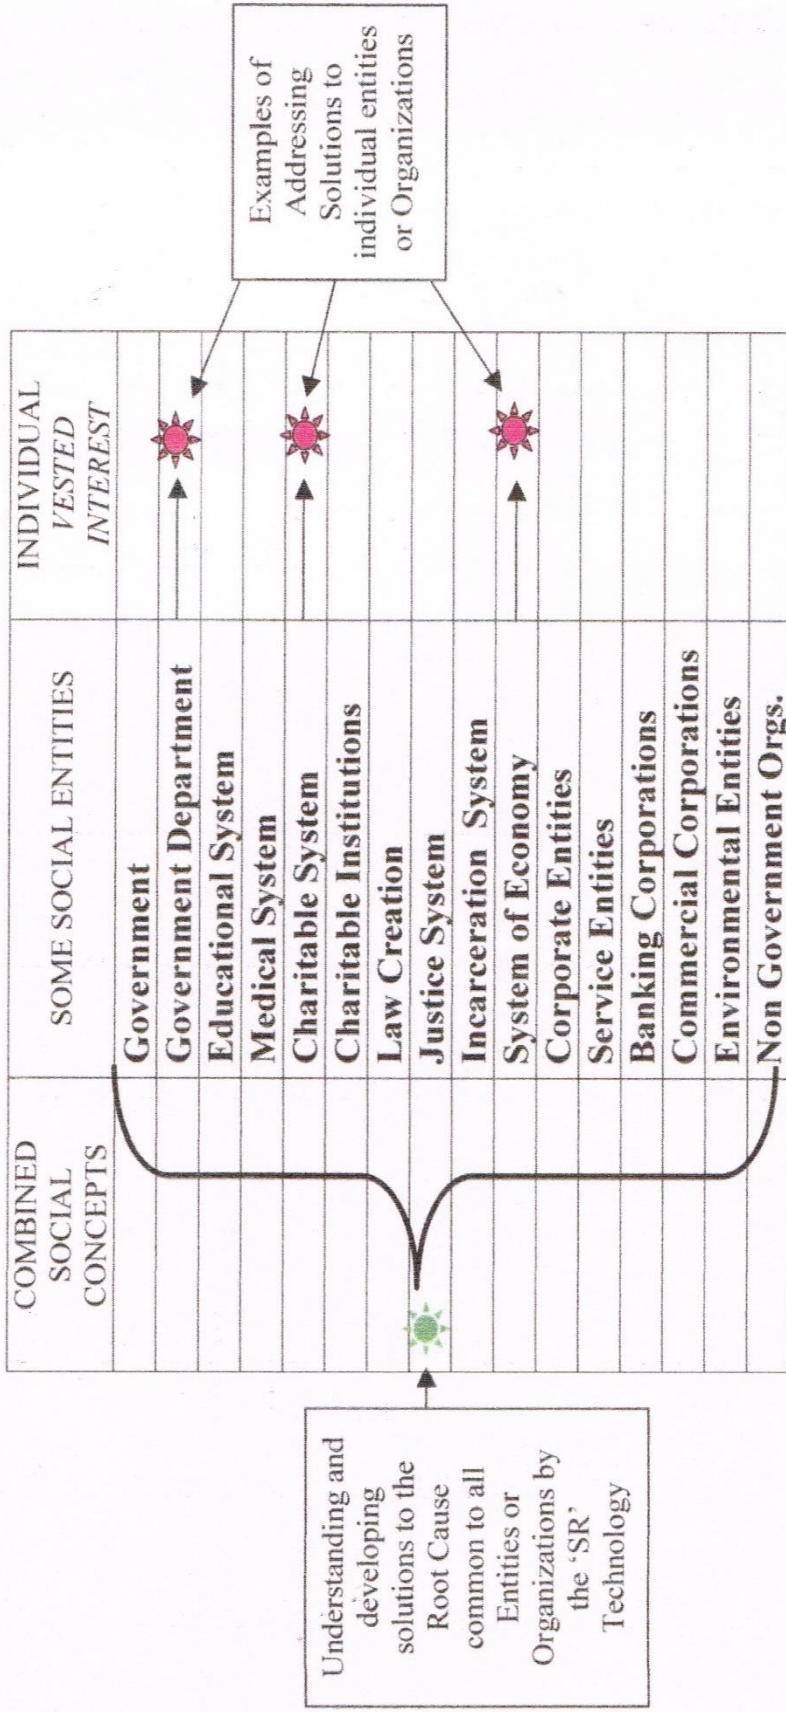 COMBINED
SOCIAL
CONCEPTS
SOME SOCIAL ENTITIES
INDIVIDUAL
VESTED
INTEREST
Government
Government Department
Educational System
Medical System
Charitable System
Charitable Institutions
Law Creation
Justice System
Incarceration System
System of Economy
Corporate Entities
Service Entities
Banking Corporations
Commercial Corporations
Environmental Entities
Non Government Orgs.
Understanding and
developing
solutions to the
Root Cause
common to all
Entities or
Organizations by
the ‘SR’
Technology
Examples of
Addressing
Solutions to
individual entities
or Organizations